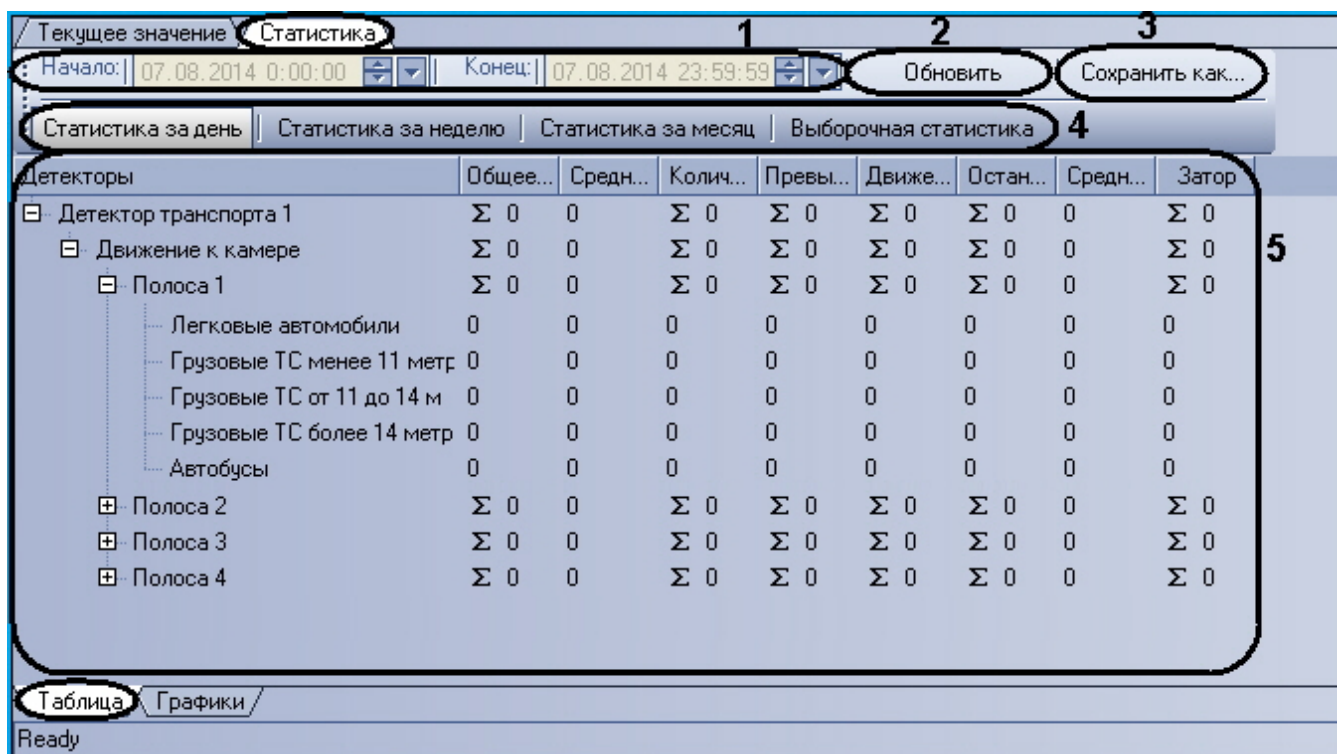 Текущее значение Статистика
1 2 3
Начало: 07.08.2014 0:00:00 Конец: 07.08.2014 23:59:59 Обновить Сохранить как...
Статистика за день Статистика за неделю Статистика за месяц Выборочная статистика 4
Детекторы Общее... Средн... Колич... Превы... Движе... Остан... Средн... Затор
Детектор транспорта 1 Σ 0 0 Σ 0 Σ 0 Σ 0 Σ 0 0 Σ 0
Движение к камере Σ 0 0 Σ 0 Σ 0 Σ 0 Σ 0 0 Σ 0 5
Полоса 1 Σ 0 0 Σ 0 Σ 0 Σ 0 Σ 0 0 Σ 0
Легковые автомобили 0 0 0 0 0 0 0 0
Грузовые ТС менее 11 метр 0 0 0 0 0 0 0 0
Грузовые ТС от 11 до 14 м 0 0 0 0 0 0 0 0
Грузовые ТС более 14 метр 0 0 0 0 0 0 0 0
Автобусы 0 0 0 0 0 0 0 0
Полоса 2 Σ 0 0 Σ 0 Σ 0 Σ 0 Σ 0 0 Σ 0
Полоса 3 Σ 0 0 Σ 0 Σ 0 Σ 0 Σ 0 0 Σ 0
Полоса 4 Σ 0 0 Σ 0 Σ 0 Σ 0 Σ 0 0 Σ 0
Таблица Графики
Ready